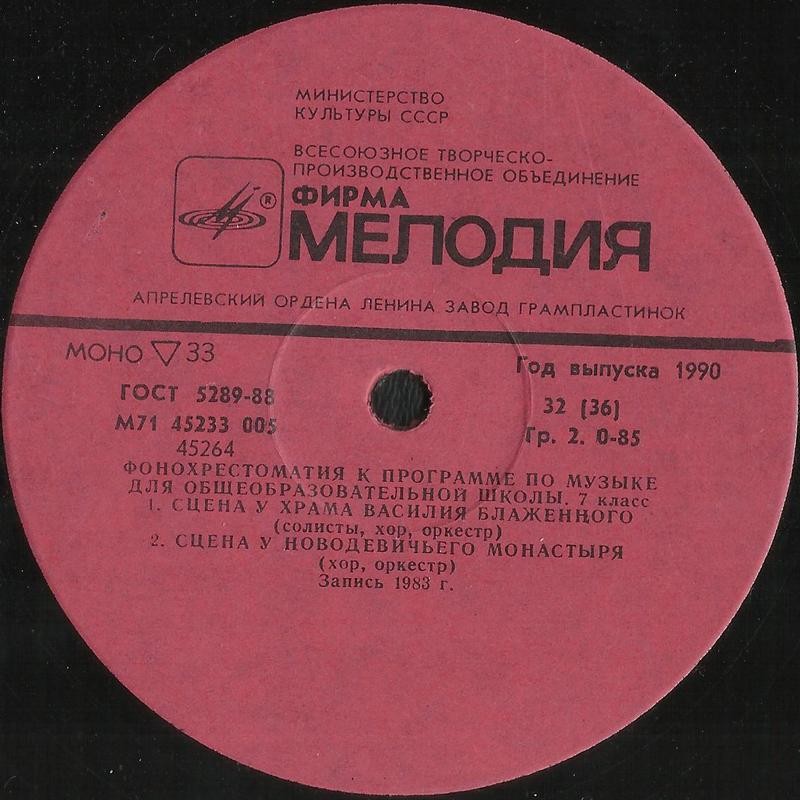 МИНИСТЕРСТВО
КУЛЬТУРЫ СССР
ВСЕСОЮЗНОЕ ТВОРЧЕСКО-
ПРОИЗВОДСТВЕННОЕ ОБЪЕДИНЕНИЕ
ФИРМА
®
МЕЛОДИЯ
АПРЕЛЕВСКИЙ ОРДЕНА ЛЕНИНА ЗАВОД ГРАМПЛАСТИНОК
МОНО ▽ 33
Год выпуска 1990
ГОСТ 5289-88
32 (36)
М71 45233 005
Гр. 2. 0-85
45264
ФОНОХРЕСТОМАТИЯ К ПРОГРАММЕ ПО МУЗЫКЕ
ДЛЯ ОБЩЕОБРАЗОВАТЕЛЬНОЙ ШКОЛЫ. 7 класс
1. СЦЕНА У ХРАМА ВАСИЛИЯ БЛАЖЕННОГО
(солисты, хор, оркестр)
2. СЦЕНА У НОВОДЕВИЧЬЕГО МОНАСТЫРЯ
(хор, оркестр)
Запись 1983 г.